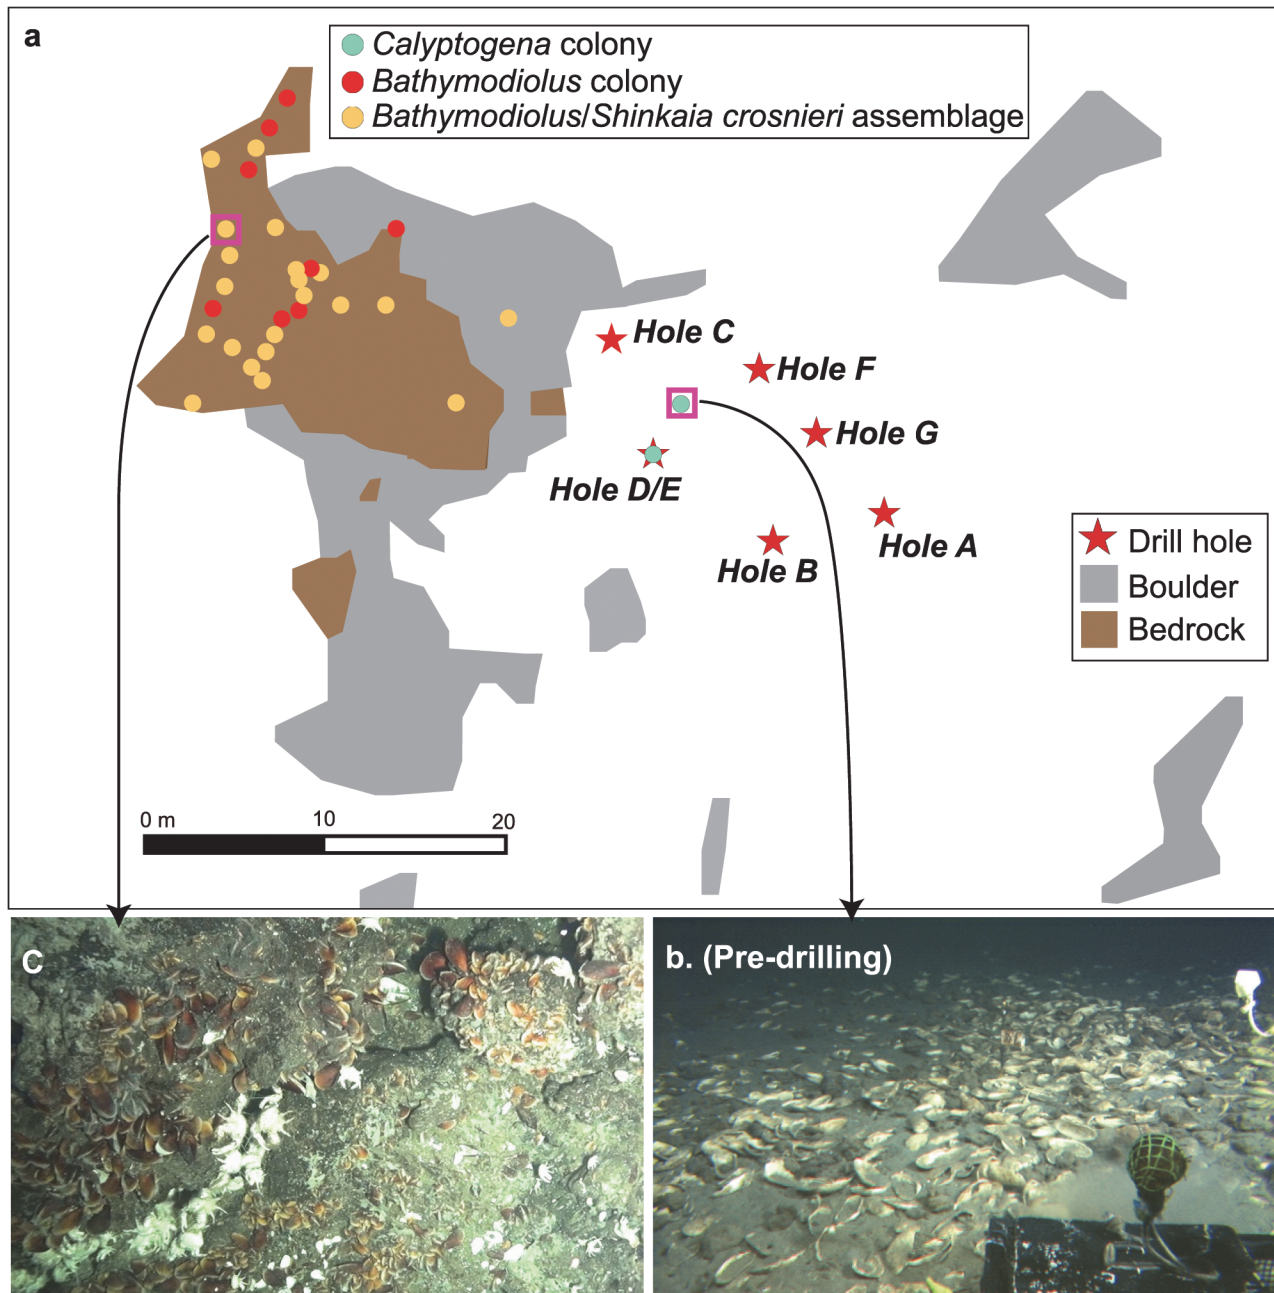 a
Calyptogena colony
Bathymodiolus colony
Bathymodiolus/Shinkaia crosnieri assemblage
Hole C
Hole F
Hole G
Hole D/E
Hole A
Hole B
Drill hole
Boulder
Bedrock
0 m 10 20
C
b. (Pre-drilling)